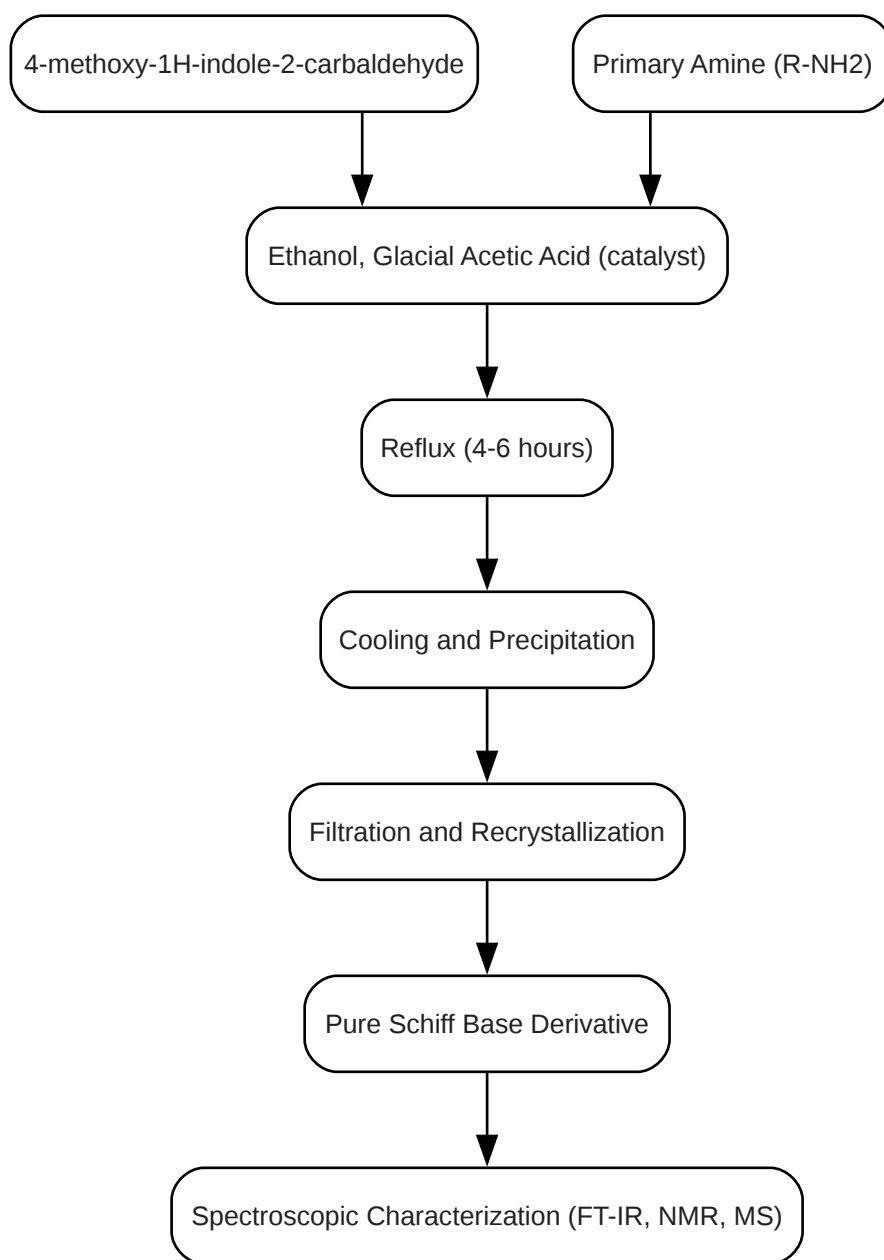 4-methoxy-1H-indole-2-carbaldehyde
Primary Amine (R-NH2)
Ethanol, Glacial Acetic Acid (catalyst)
Reflux (4-6 hours)
Cooling and Precipitation
Filtration and Recrystallization
Pure Schiff Base Derivative
Spectroscopic Characterization (FT-IR, NMR, MS)